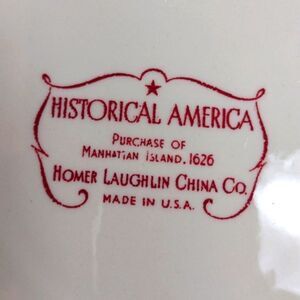 HISTORICAL AMERICA
PURCHASE OF
MANHATTAN ISLAND. 1626
HOMER LAUGHLIN CHINA CO.
MADE IN U.S.A.